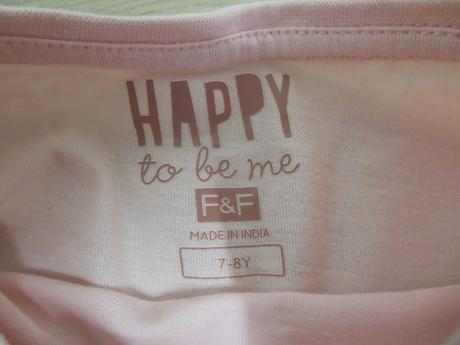 HAPPY
to be me
F&F
MADE IN INDIA
7-8Y